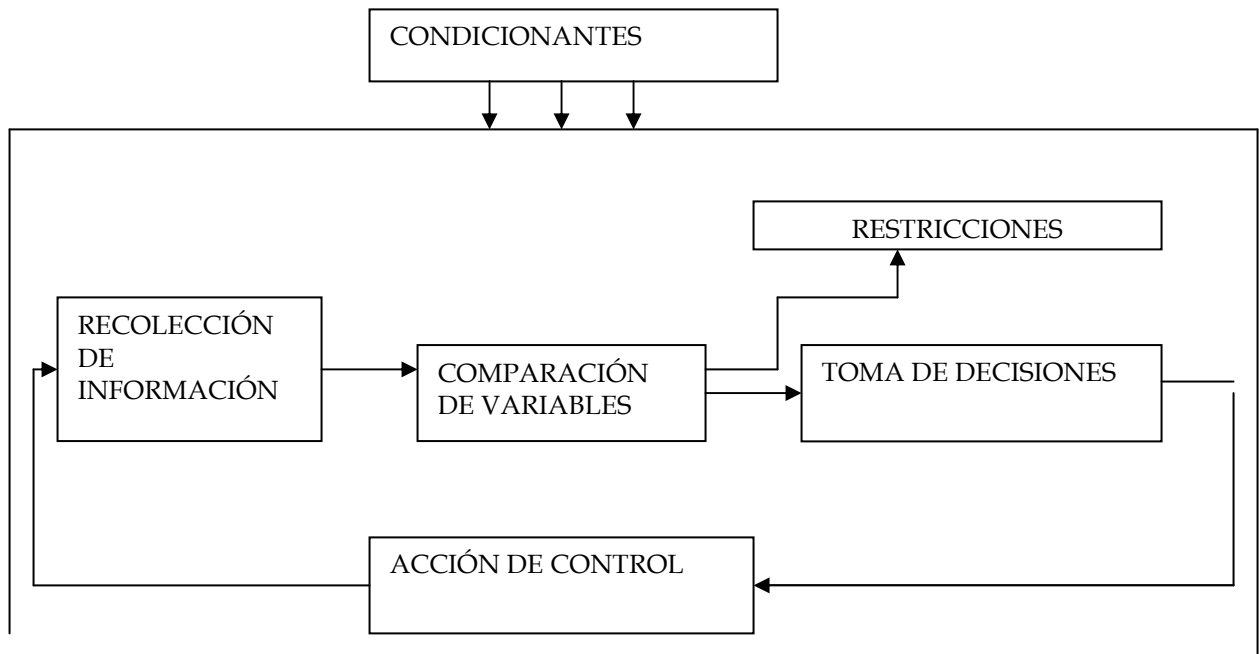 CONDICIONANTES
RESTRICCIONES
RECOLECCIÓN
DE
INFORMACIÓN
COMPARACIÓN
DE VARIABLES
TOMA DE DECISIONES
ACCIÓN DE CONTROL